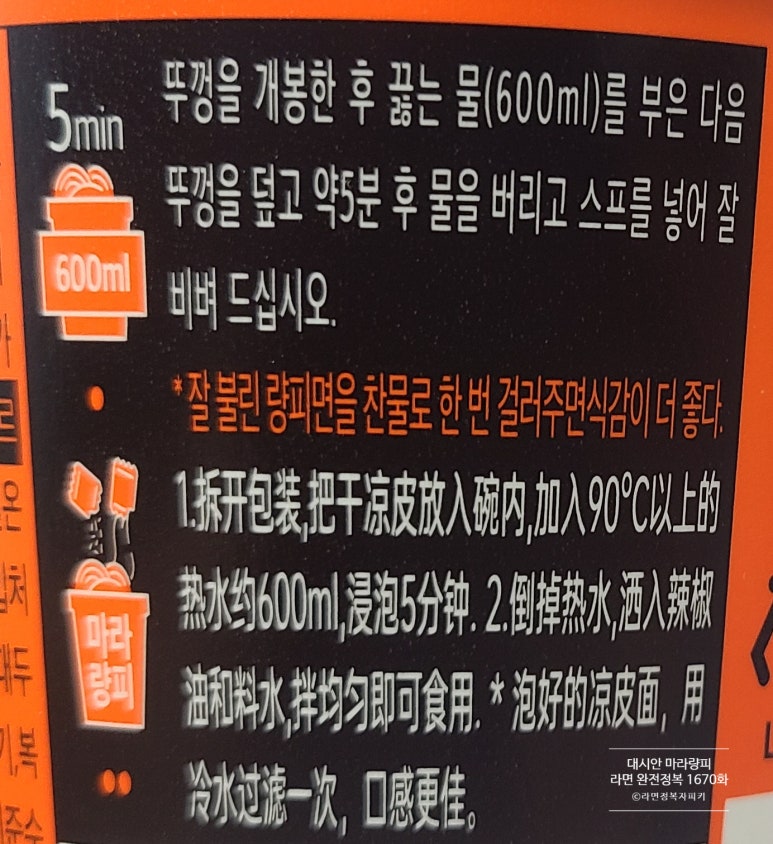 5min
뚜껑을 개봉한 후 끓는 물(600ml)를 부은 다음
뚜껑을 덮고 약5분 후 물을 버리고 스프를 넣어 잘
비벼 드십시오.
600ml
*잘 불린 량피면을 찬물로 한 번 걸러주면식감이 더 좋다.
1.拆开包装,把干凉皮放入碗内,加入90°C以上的
热水约600ml,浸泡5分钟. 2.倒掉热水,洒入辣椒
油和料水,拌均匀即可食用. * 泡好的凉皮面, 用
冷水过滤一次, 口感更佳。
마라
량피
대두
대시안 마라량피
라면 완전정복 1670화
©라면정복자피키